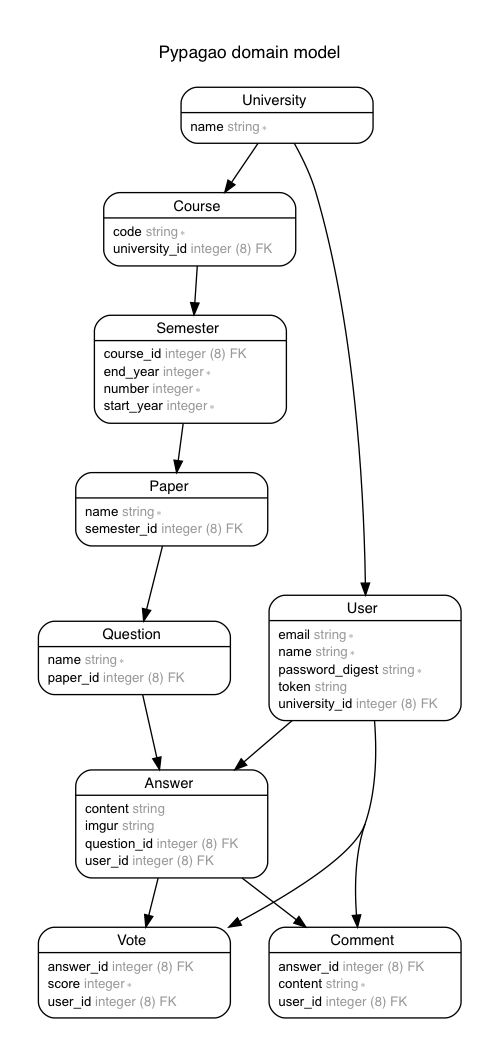 Pypagao domain model
University
name string *
Course
code string *
university_id integer (8) FK
Semester
course_id integer (8) FK
end_year integer *
number integer *
start_year integer *
Paper
name string *
semester_id integer (8) FK
Question
name string *
paper_id integer (8) FK
User
email string *
name string *
password_digest string *
token string
university_id integer (8) FK
Answer
content string
imgur string
question_id integer (8) FK
user_id integer (8) FK
Vote
answer_id integer (8) FK
score integer *
user_id integer (8) FK
Comment
answer_id integer (8) FK
content string *
user_id integer (8) FK